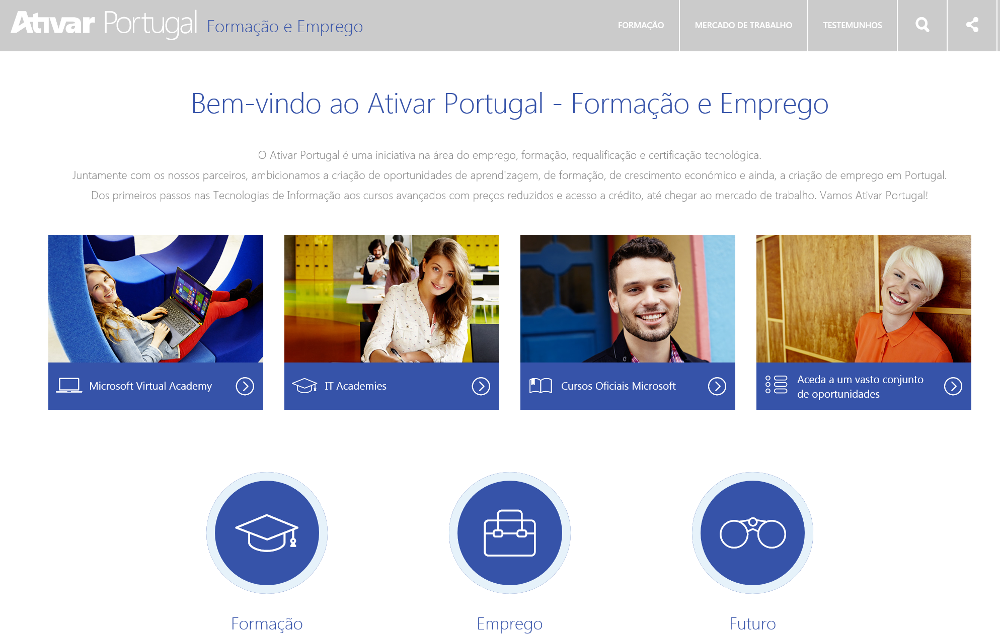 Ativar Portugal Formação e Emprego
FORMAÇÃO
MERCADO DE TRABALHO
TESTEMUNHOS
Bem-vindo ao Ativar Portugal - Formação e Emprego
O Ativar Portugal é uma iniciativa na área do emprego, formação, requalificação e certificação tecnológica.
Juntamente com os nossos parceiros, ambicionamos a criação de oportunidades de aprendizagem, de formação, de crescimento económico e ainda, a criação de emprego em Portugal.
Dos primeiros passos nas Tecnologias de Informação aos cursos avançados com preços reduzidos e acesso a crédito, até chegar ao mercado de trabalho. Vamos Ativar Portugal!
Microsoft Virtual Academy
IT Academies
Cursos Oficiais Microsoft
Aceda a um vasto conjunto
de oportunidades
Formação
Emprego
Futuro